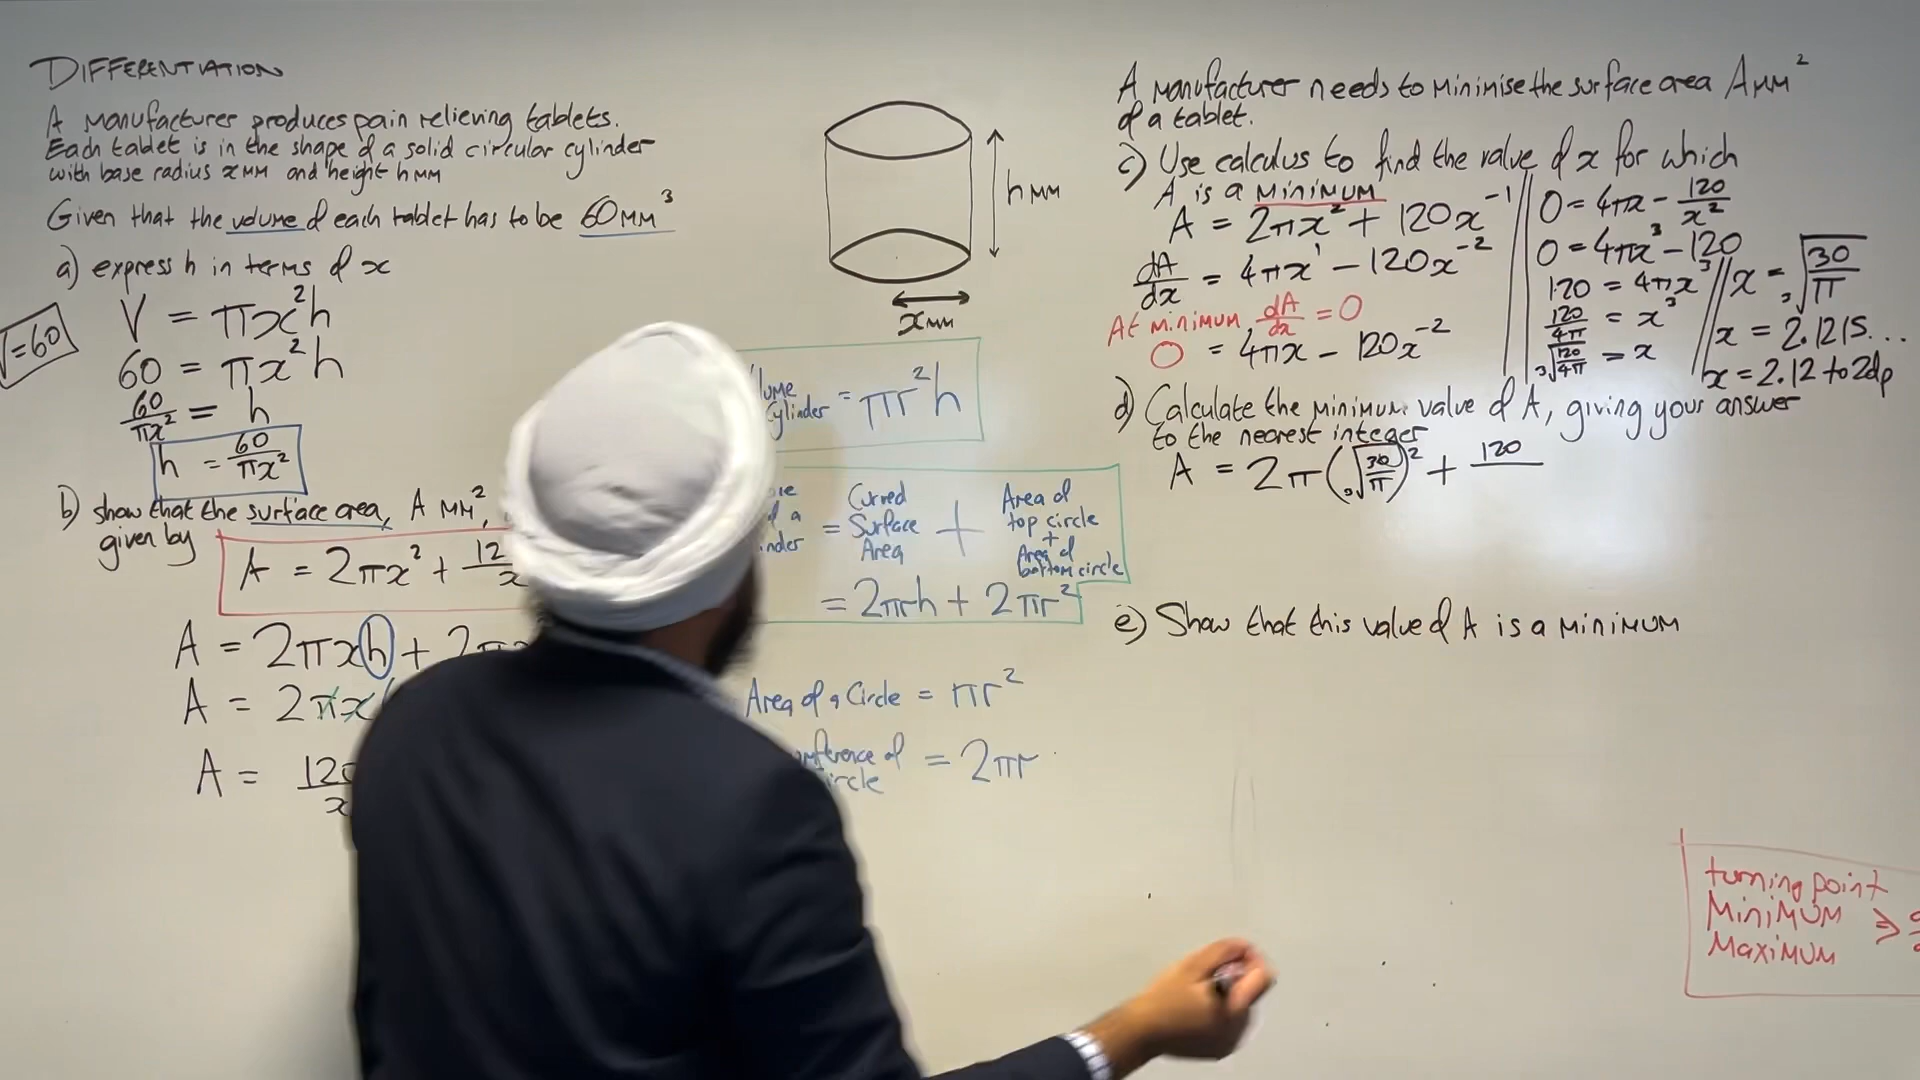 DIFFERENTIATION
A manufacturer produces pain relieving tablets.
Each tablet is in the shape of a solid circular cylinder
with base radius x mm and height h mm
Given that the volume of each tablet has to be 60mm³
a) express h in terms of x
V = πx²h
=60
60 = πx²h
60/πx² = h
h = 60/πx²
b) show that the surface area, A mm²,
given by
A = 2πx² + 12
A = 2πxh + 2πx
A = 2πx
A = 120/x
h mm
x mm
Cylinder = πr²h
= Curved Surface Area + Area of top circle + Area of bottom circle
= 2πrh + 2πr²
Area of a Circle = πr²
= 2πr
A manufacturer needs to minimise the surface area A mm²
of a tablet.
c) Use calculus to find the value of x for which
A is a minimum
A = 2πx² + 120x⁻¹
dA/dx = 4πx¹ - 120x⁻²
At minimum, dA/dx = 0
0 = 4πx - 120x⁻²
0 = 4πx - 120/x²
0 = 4πx³ - 120
120 = 4πx³
120/4π = x³
³√(120/4π) = x
x = ³√(30/π)
x = 2.1215...
x = 2.12 to 2dp
d) Calculate the minimum value of A, giving your answer
to the nearest integer
A = 2π(³√(30/π))² + 120
e) Show that this value of A is a minimum
turning point
Minimum ⇒
Maximum